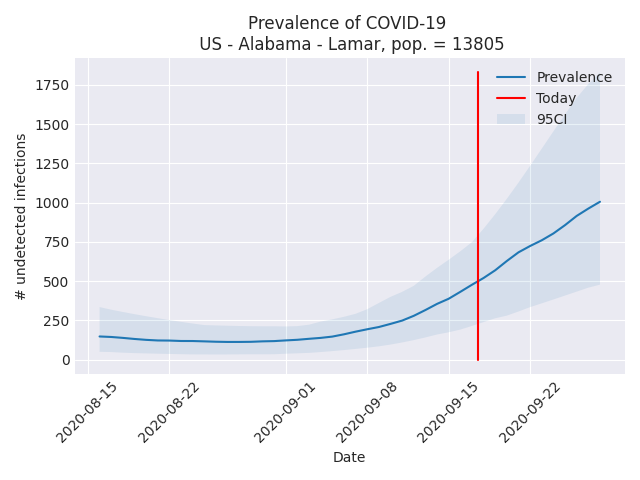 Prevalence of COVID-19
US - Alabama - Lamar, pop. = 13805
Prevalence
Today
95CI
# undetected infections
1750
1500
1250
1000
750
500
250
0
2020-08-15
2020-08-22
2020-09-01
2020-09-08
2020-09-15
2020-09-22
Date